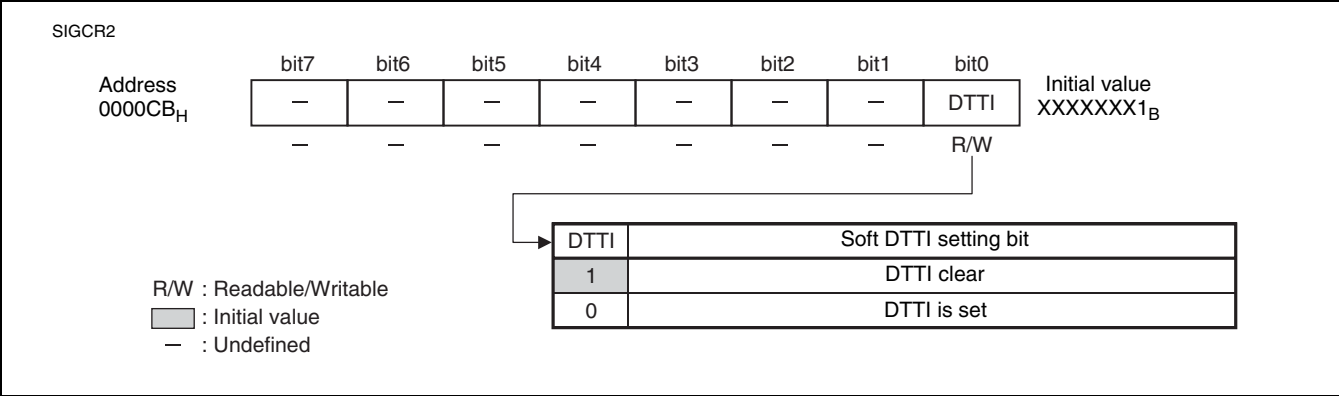 SIGCR2
bit7 bit6 bit5 bit4 bit3 bit2 bit1 bit0
Address
0000CBH
— — — — — — — DTTI
Initial value
XXXXXXX1B
— — — — — — — R/W
DTTI Soft DTTI setting bit
1 DTTI clear
0 DTTI is set
R/W : Readable/Writable
: Initial value
— : Undefined